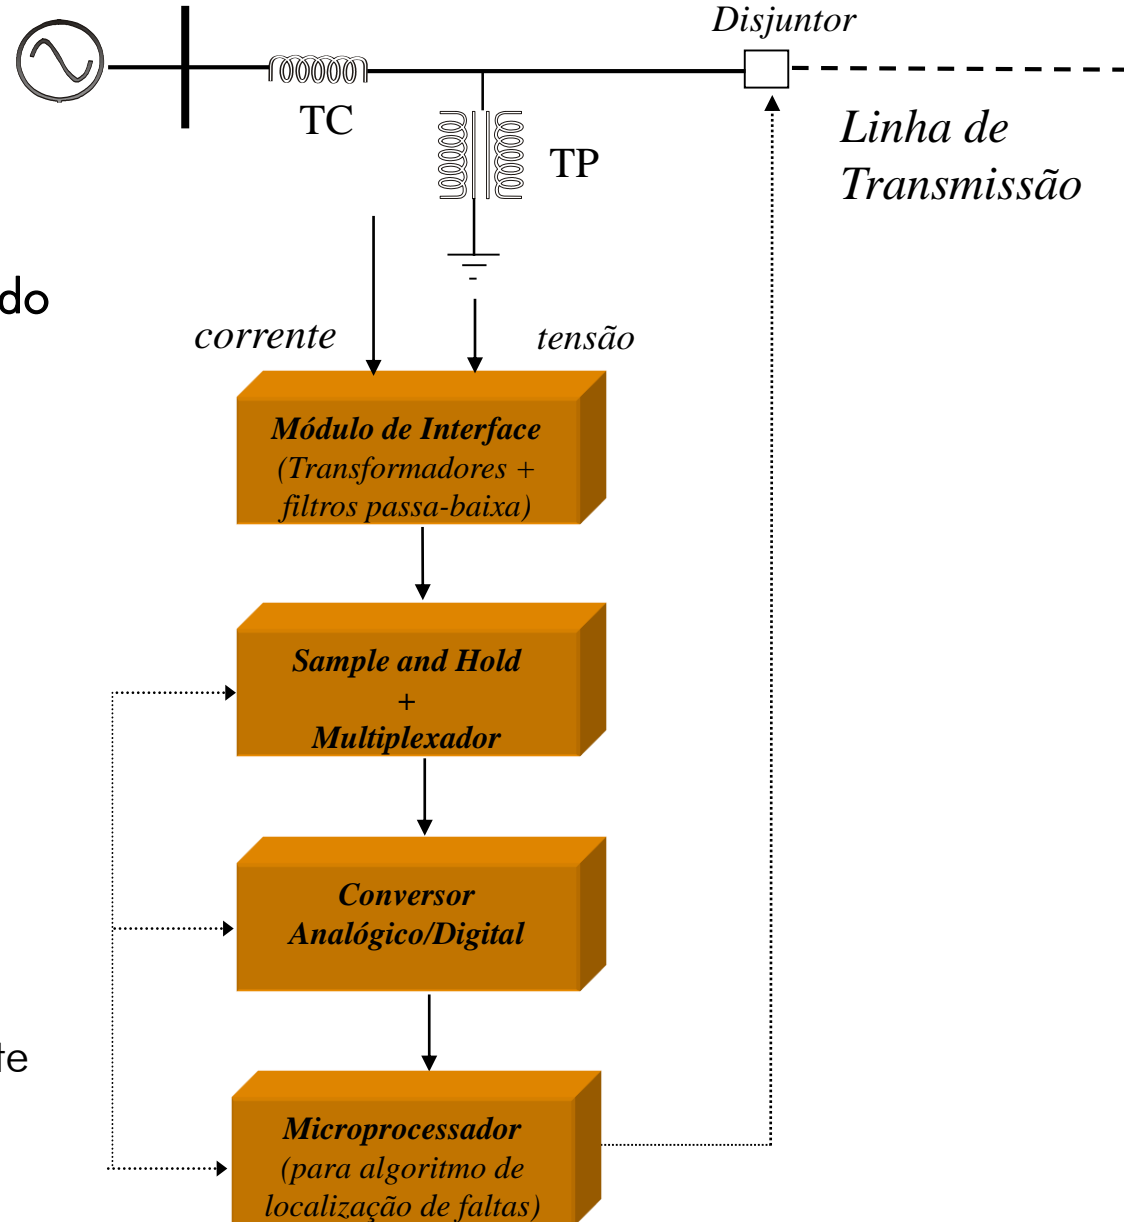 Disjuntor
TC
TP
Linha de
Transmissão
do
corrente
tensão
Módulo de Interface
(Transformadores +
filtros passa-baixa)
Sample and Hold
+
Multiplexador
Conversor
Analógico/Digital
te
Microprocessador
(para algoritmo de
localização de faltas)